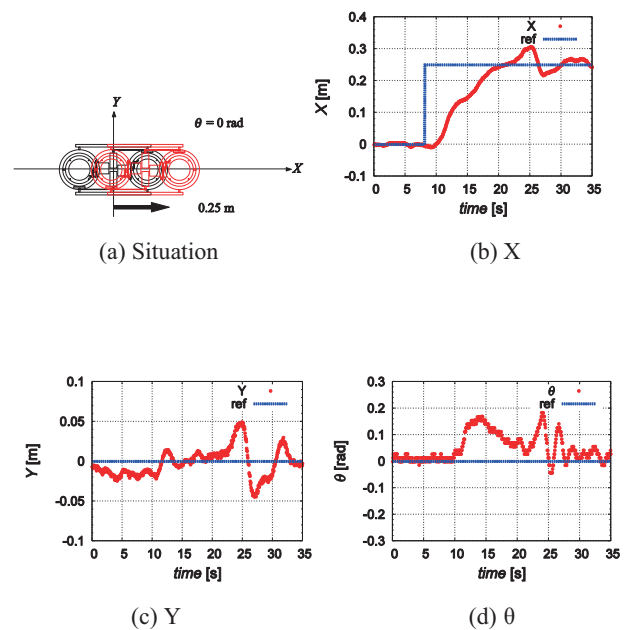 Y
θ = 0 rad
X
0.25 m
(a) Situation
X
ref
0.4
0.3
0.2
0.1
0
-0.1
X [m]
0 5 10 15 20 25 30 35
time [s]
(b) X
Y
ref
0.1
0.05
0
-0.05
-0.1
Y [m]
0 5 10 15 20 25 30 35
time [s]
(c) Y
θ
ref
0.3
0.2
0.1
0
-0.1
-0.2
-0.3
θ [rad]
0 5 10 15 20 25 30 35
time [s]
(d) θ